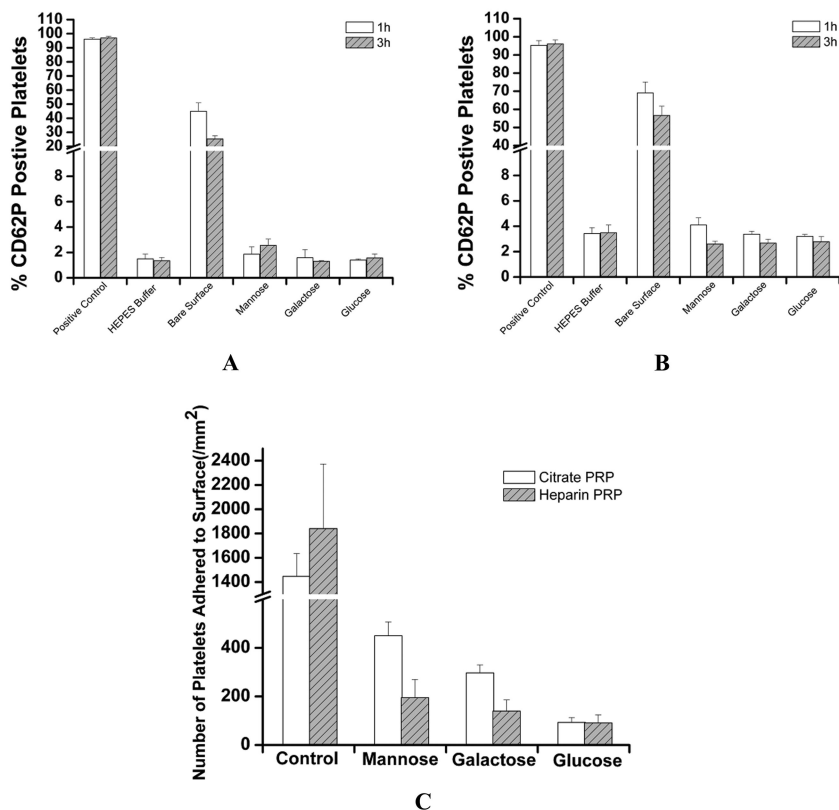 % CD62P Postive Platelets
110
100
90
80
70
60
50
40
30
20
8
6
4
2
0
1h
3h
Positive Control
HEPES Buffer
Bare Surface
Mannose
Galactose
Glucose
A
% CD62P Postive Platelets
110
100
90
80
70
60
50
40
8
6
4
2
0
1h
3h
Positive Control
HEPES Buffer
Bare Surface
Mannose
Galactose
Glucose
B
Number of Platelets Adhered to Surface(/mm2)
2400
2200
2000
1800
1600
1400
400
200
0
Citrate PRP
Heparin PRP
Control Mannose Galactose Glucose
C